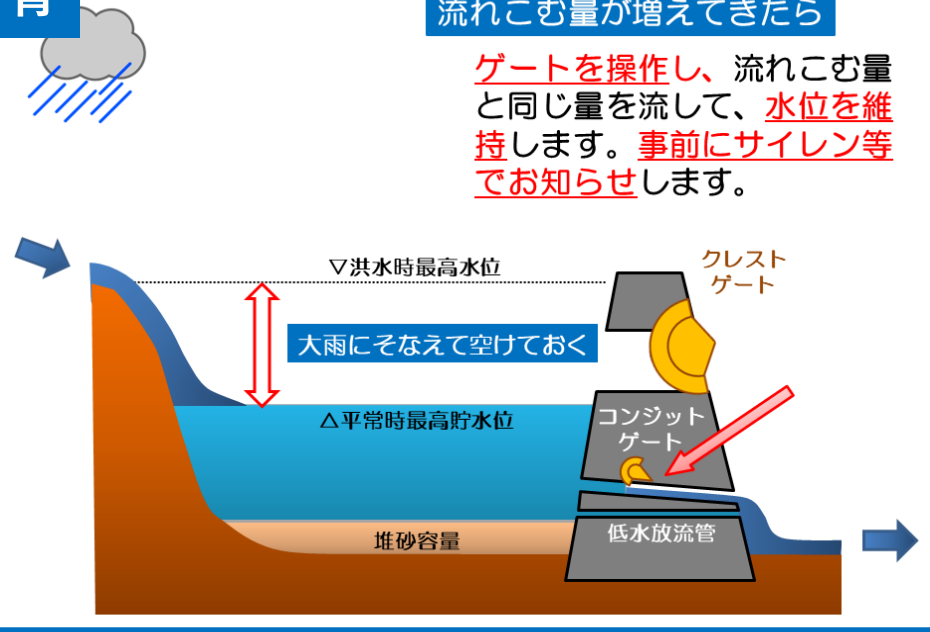 流れこむ量が増えてきたら
ゲートを操作し、流れこむ量
と同じ量を流して、水位を維
持します。事前にサイレン等
でお知らせします。
▽洪水時最高水位
クレスト
ゲート
大雨にそなえて空けておく
△平常時最高貯水位
コンジット
ゲート
堆砂容量
低水放流管